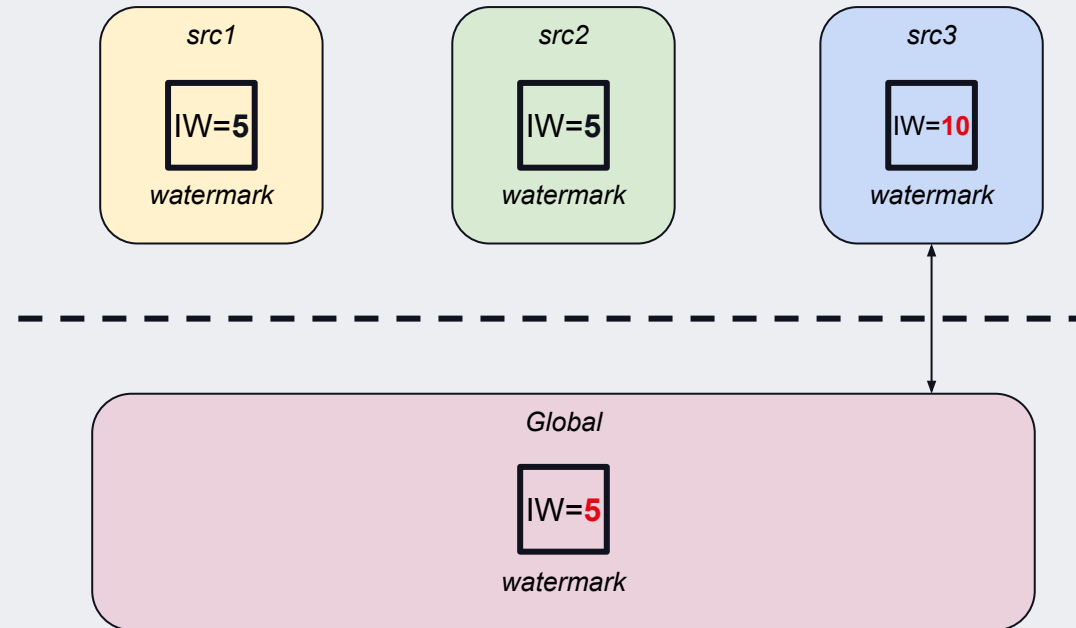 src1
IW=5
watermark
src2
IW=5
watermark
src3
IW=10
watermark
Global
IW=5
watermark